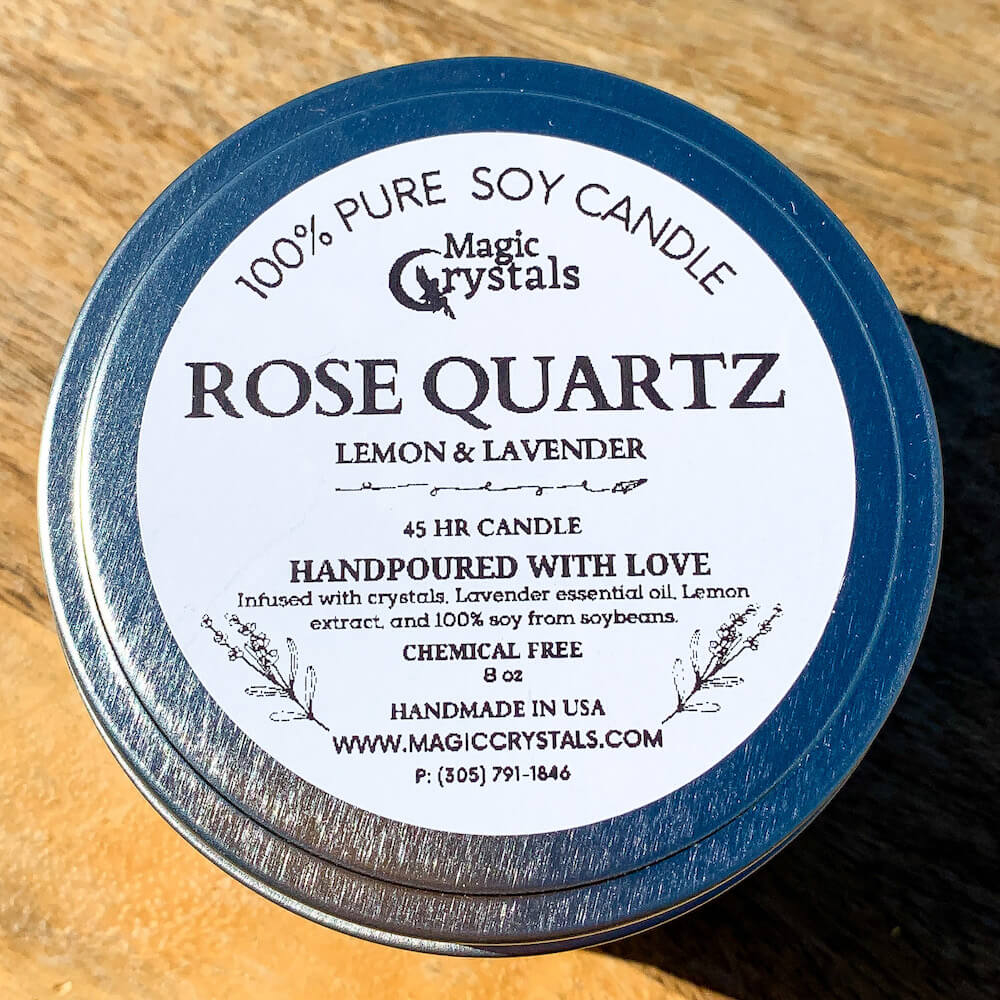 100% PURE SOY CANDLE
Magic
Crystals
ROSE QUARTZ
LEMON & LAVENDER
45 HR CANDLE
HANDPOURED WITH LOVE
Infused with crystals, Lavender essential oil, Lemon
extract, and 100% soy from soybeans.
CHEMICAL FREE
8 oz
HANDMADE IN USA
WWW.MAGICCRYSTALS.COM
P: (305) 791-1846